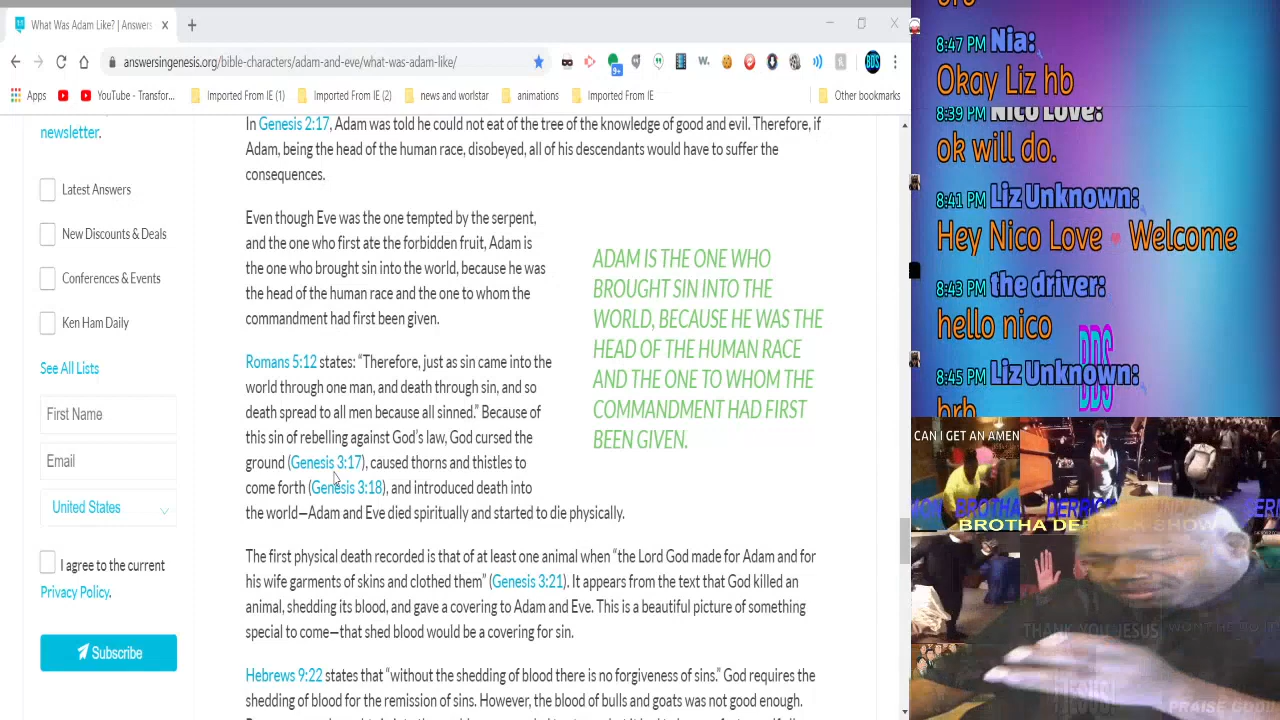 What Was Adam Like? | Answers
answersingenesis.org/bible-characters/adam-and-eve/what-was-adam-like/
9+
W.
BDS
Apps
YouTube - Transfor...
Imported From IE (1)
Imported From IE (2)
news and worlstar
animations
Imported From IE
Other bookmarks
newsletter.
Latest Answers
New Discounts & Deals
Conferences & Events
Ken Ham Daily
See All Lists
First Name
Email
United States
I agree to the current
Privacy Policy.
Subscribe
In Genesis 2:17, Adam was told he could not eat of the tree of the knowledge of good and evil. Therefore, if
Adam, being the head of the human race, disobeyed, all of his descendants would have to suffer the
consequences.
Even though Eve was the one tempted by the serpent,
and the one who first ate the forbidden fruit, Adam is
the one who brought sin into the world, because he was
the head of the human race and the one to whom the
commandment had first been given.
ADAM IS THE ONE WHO
BROUGHT SIN INTO THE
WORLD, BECAUSE HE WAS THE
HEAD OF THE HUMAN RACE
AND THE ONE TO WHOM THE
COMMANDMENT HAD FIRST
BEEN GIVEN.
Romans 5:12 states: “Therefore, just as sin came into the
world through one man, and death through sin, and so
death spread to all men because all sinned.” Because of
this sin of rebelling against God’s law, God cursed the
ground (Genesis 3:17), caused thorns and thistles to
come forth (Genesis 3:18), and introduced death into
the world—Adam and Eve died spiritually and started to die physically.
The first physical death recorded is that of at least one animal when “the Lord God made for Adam and for
his wife garments of skins and clothed them” (Genesis 3:21). It appears from the text that God killed an
animal, shedding its blood, and gave a covering to Adam and Eve. This is a beautiful picture of something
special to come—that shed blood would be a covering for sin.
Hebrews 9:22 states that “without the shedding of blood there is no forgiveness of sins.” God requires the
shedding of blood for the remission of sins. However, the blood of bulls and goats was not good enough.
8:47 PM Nia:
Okay Liz hb
8:39 PM Nico Love:
ok will do.
8:41 PM Liz Unknown:
Hey Nico Love Welcome
8:43 PM the driver:
hello nico
BDS
8:45 PM Liz Unknown:
brb
CAN I GET AN AMEN
BROTHA DERRICK
BROTHA DERRICK SHOW
THANK YOU JESUS
PRAISE GOD!!